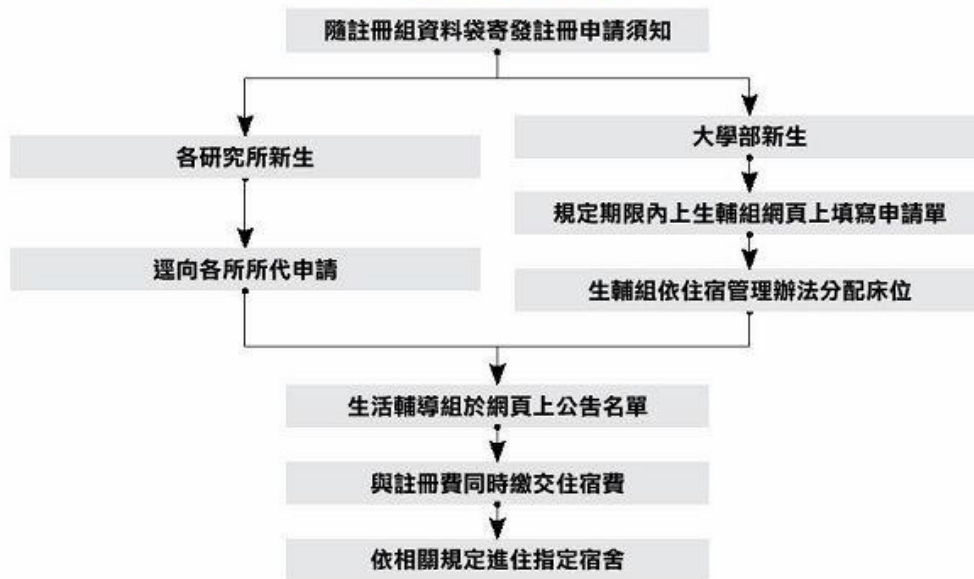 隨註冊組資料袋寄發註冊申請須知
各研究所新生
大學部新生
規定期限內上生輔組網頁上填寫申請單
逕向各所所代申請
生輔組依住宿管理辦法分配床位
生活輔導組於網頁上公告名單
與註冊費同時繳交住宿費
依相關規定進住指定宿舍